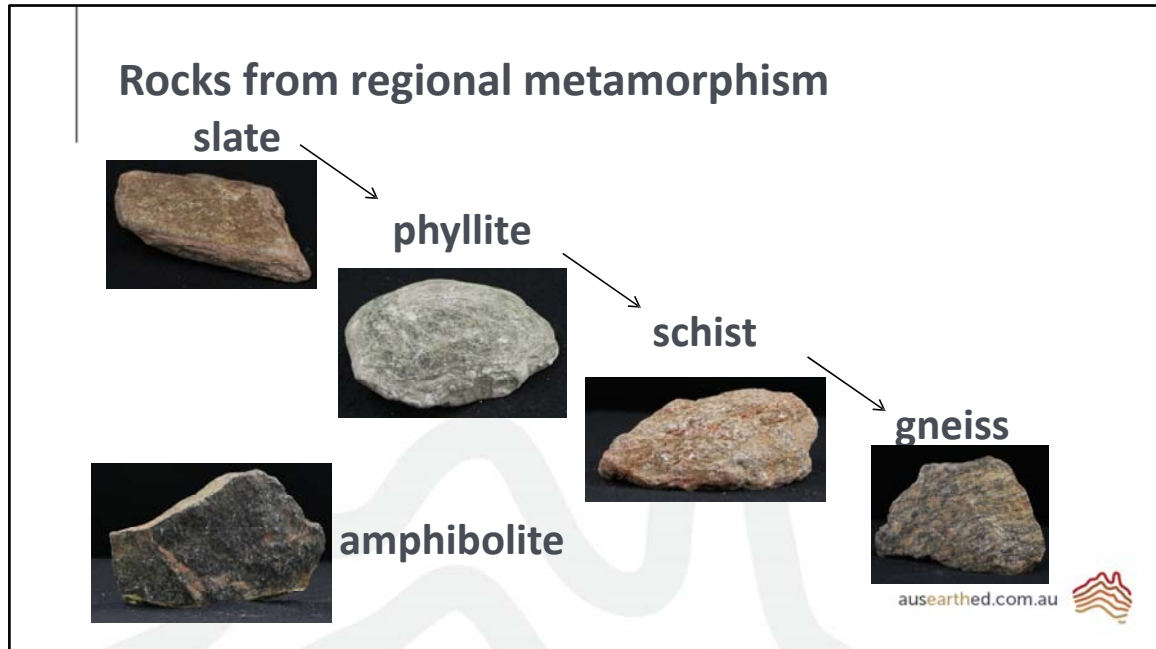 Rocks from regional metamorphism
slate
phyllite
schist
gneiss
amphibolite
ausearthed.com.au